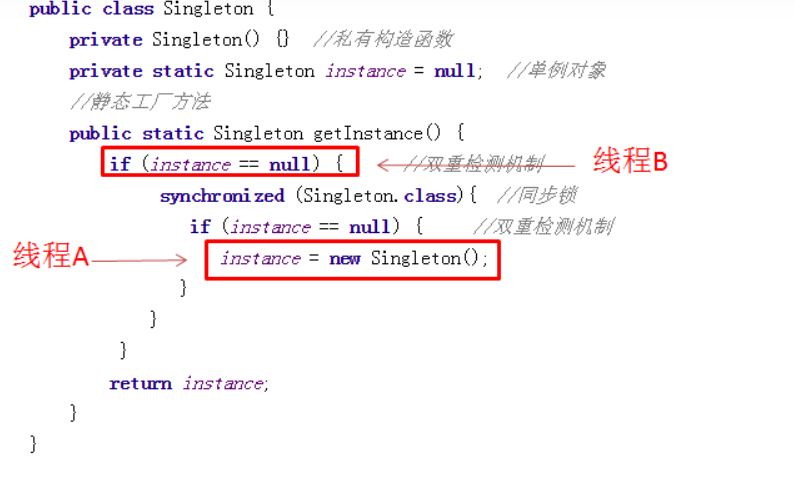 public class Singleton {
private Singleton() {}  //私有构造函数
private static Singleton instance = null;  //单例对象
//静态工厂方法
public static Singleton getInstance() {
if (instance == null) {  //双重检测机制 线程B
synchronized (Singleton.class){  //同步锁
if (instance == null) {  //双重检测机制
线程A instance = new Singleton();
}
}
}
return instance;
}
}